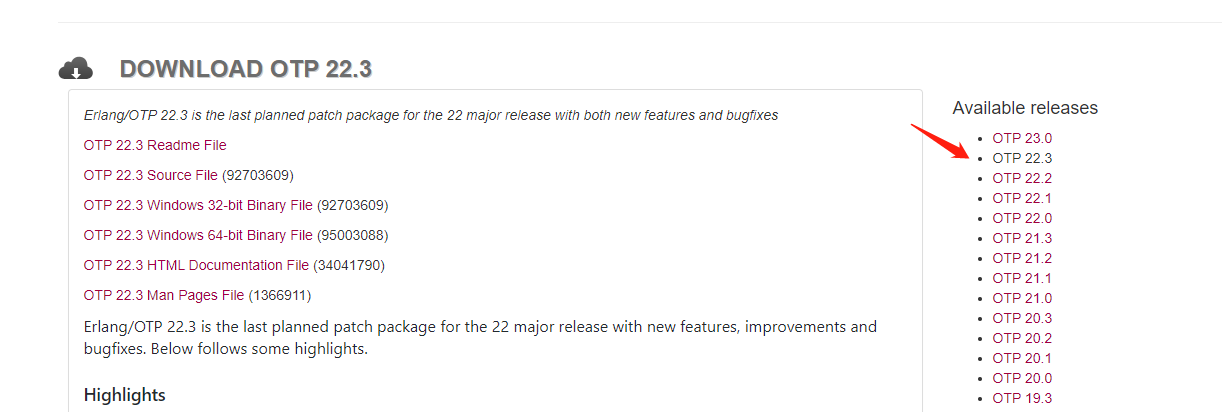 DOWNLOAD OTP 22.3
Erlang/OTP 22.3 is the last planned patch package for the 22 major release with both new features and bugfixes
OTP 22.3 Readme File
OTP 22.3 Source File (92703609)
OTP 22.3 Windows 32-bit Binary File (92703609)
OTP 22.3 Windows 64-bit Binary File (95003088)
OTP 22.3 HTML Documentation File (34041790)
OTP 22.3 Man Pages File (1366911)
Erlang/OTP 22.3 is the last planned patch package for the 22 major release with new features, improvements and
bugfixes. Below follows some highlights.
Highlights
Available releases
OTP 23.0
OTP 22.3
OTP 22.2
OTP 22.1
OTP 22.0
OTP 21.3
OTP 21.2
OTP 21.1
OTP 21.0
OTP 20.3
OTP 20.2
OTP 20.1
OTP 20.0
OTP 19.3